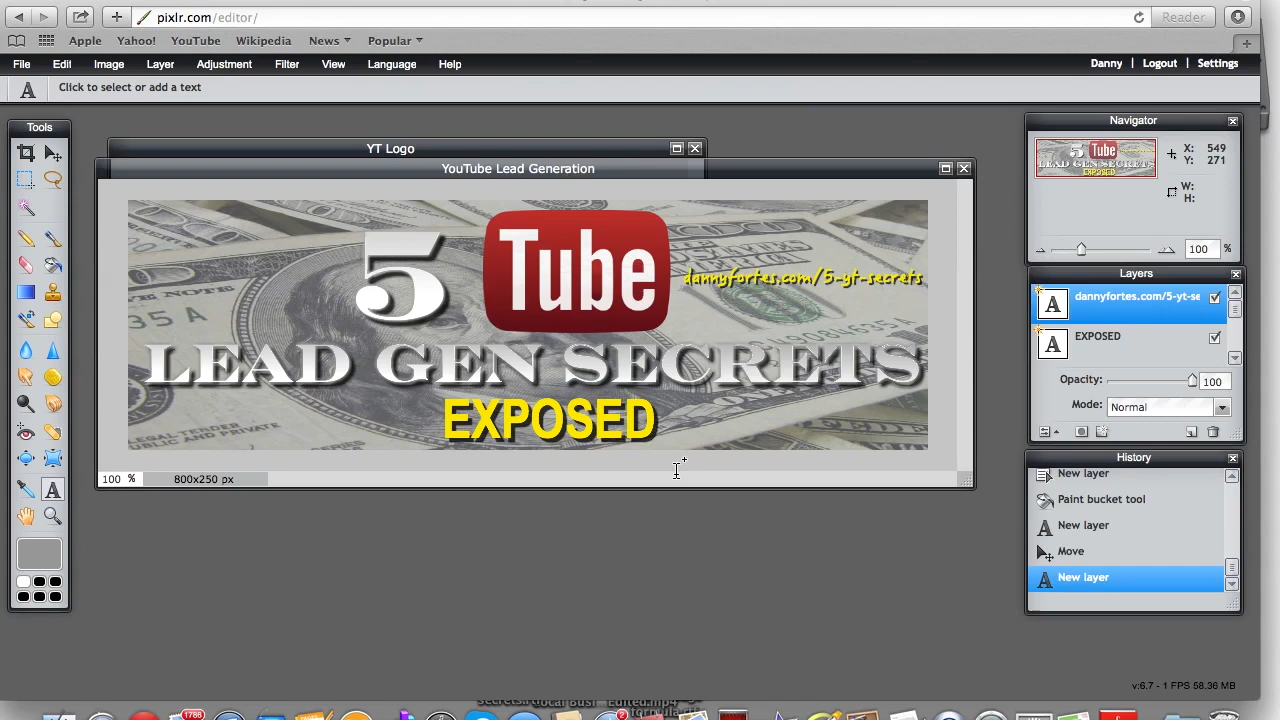 pixlr.com/editor/
Reader
Apple Yahoo! YouTube Wikipedia News Popular
File Edit Image Layer Adjustment Filter View Language Help
Danny | Logout | Settings
Click to select or add a text
Tools
YT Logo
YouTube Lead Generation
5 Tube
dannyfortes.com/5-yt-secrets
LEAD GEN SECRETS
EXPOSED
100 % 800x250 px
Navigator
X: 549
Y: 271
W:
H:
100 %
Layers
dannyfortes.com/5-yt-se
EXPOSED
Opacity: 100
Mode: Normal
History
New layer
Paint bucket tool
New layer
Move
New layer
v:6.7 - 1 FPS 58.36 MB
1786
2